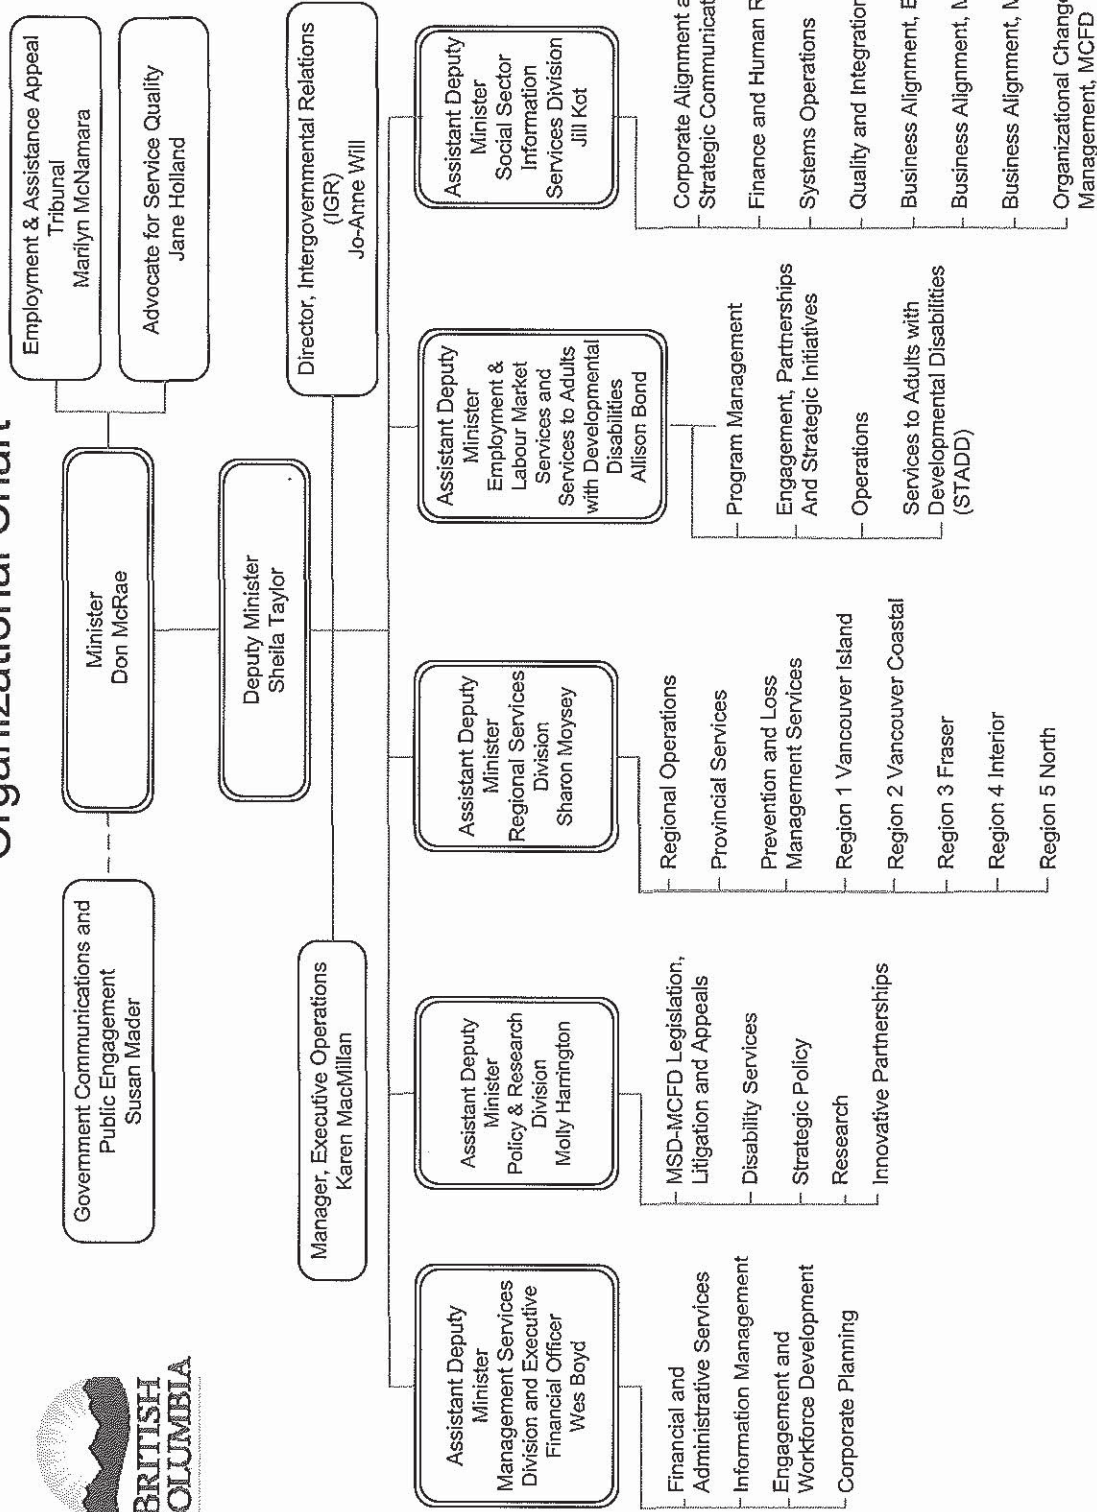 Organizational Chart
BRITISH
COLUMBIA
Government Communications and
Public Engagement
Susan Mader
Minister
Don McRae
Employment & Assistance Appeal
Tribunal
Marilyn McNamara
Advocate for Service Quality
Jane Holland
Deputy Minister
Sheila Taylor
Manager, Executive Operations
Karen MacMillan
Director, Intergovernmental Relations
(IGR)
Jo-Anne Will
Assistant Deputy
Minister
Management Services
Division and Executive
Financial Officer
Wes Boyd
Financial and
Administrative Services
Information Management
Engagement and
Workforce Development
Corporate Planning
Assistant Deputy
Minister
Policy & Research
Division
Molly Harrington
MSD-MCFD Legislation,
Litigation and Appeals
Disability Services
Strategic Policy
Research
Innovative Partnerships
Assistant Deputy
Minister
Regional Services
Division
Sharon Moysey
Regional Operations
Provincial Services
Prevention and Loss
Management Services
Region 1 Vancouver Island
Region 2 Vancouver Coastal
Region 3 Fraser
Region 4 Interior
Region 5 North
Assistant Deputy
Minister
Employment &
Labour Market
Services and
Services to Adults
with Developmental
Disabilities
Allison Bond
Program Management
Engagement, Partnerships
And Strategic Initiatives
Operations
Services to Adults with
Developmental Disabilities
(STADD)
Assistant Deputy
Minister
Social Sector
Information
Services Division
Jill Kot
Corporate Alignment
Strategic
Finance and Human
Systems Operations
Quality and Integration
Business Alignment,
Business Alignment,
Business Alignment,
Organizational Change
Management, MCFD